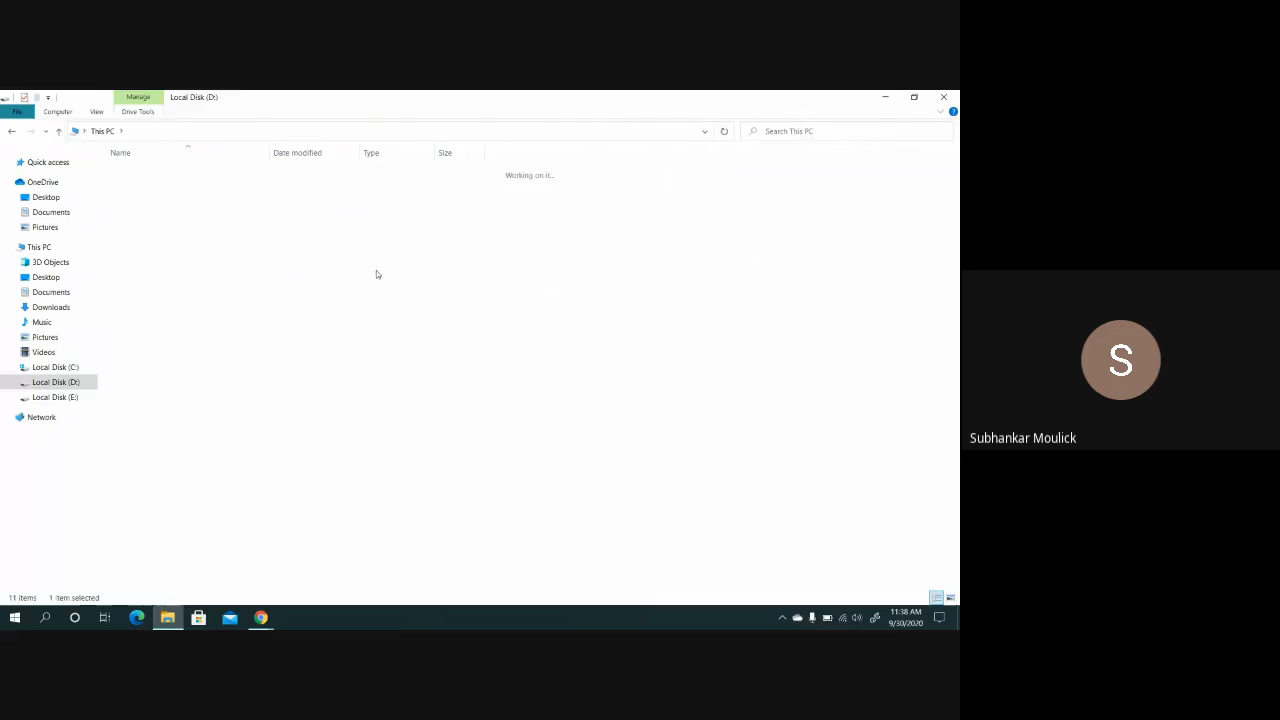 Manage
Local Disk (D:)
File
Computer
View
Drive Tools
This PC
Search This PC
Name
Date modified
Type
Size
Working on it...
Quick access
OneDrive
Desktop
Documents
Pictures
This PC
3D Objects
Desktop
Documents
Downloads
Music
Pictures
Videos
Local Disk (C:)
Local Disk (D:)
Local Disk (E:)
Network
S
Subhankar Moulick
11 items
1 item selected
11:38 AM
9/30/2020